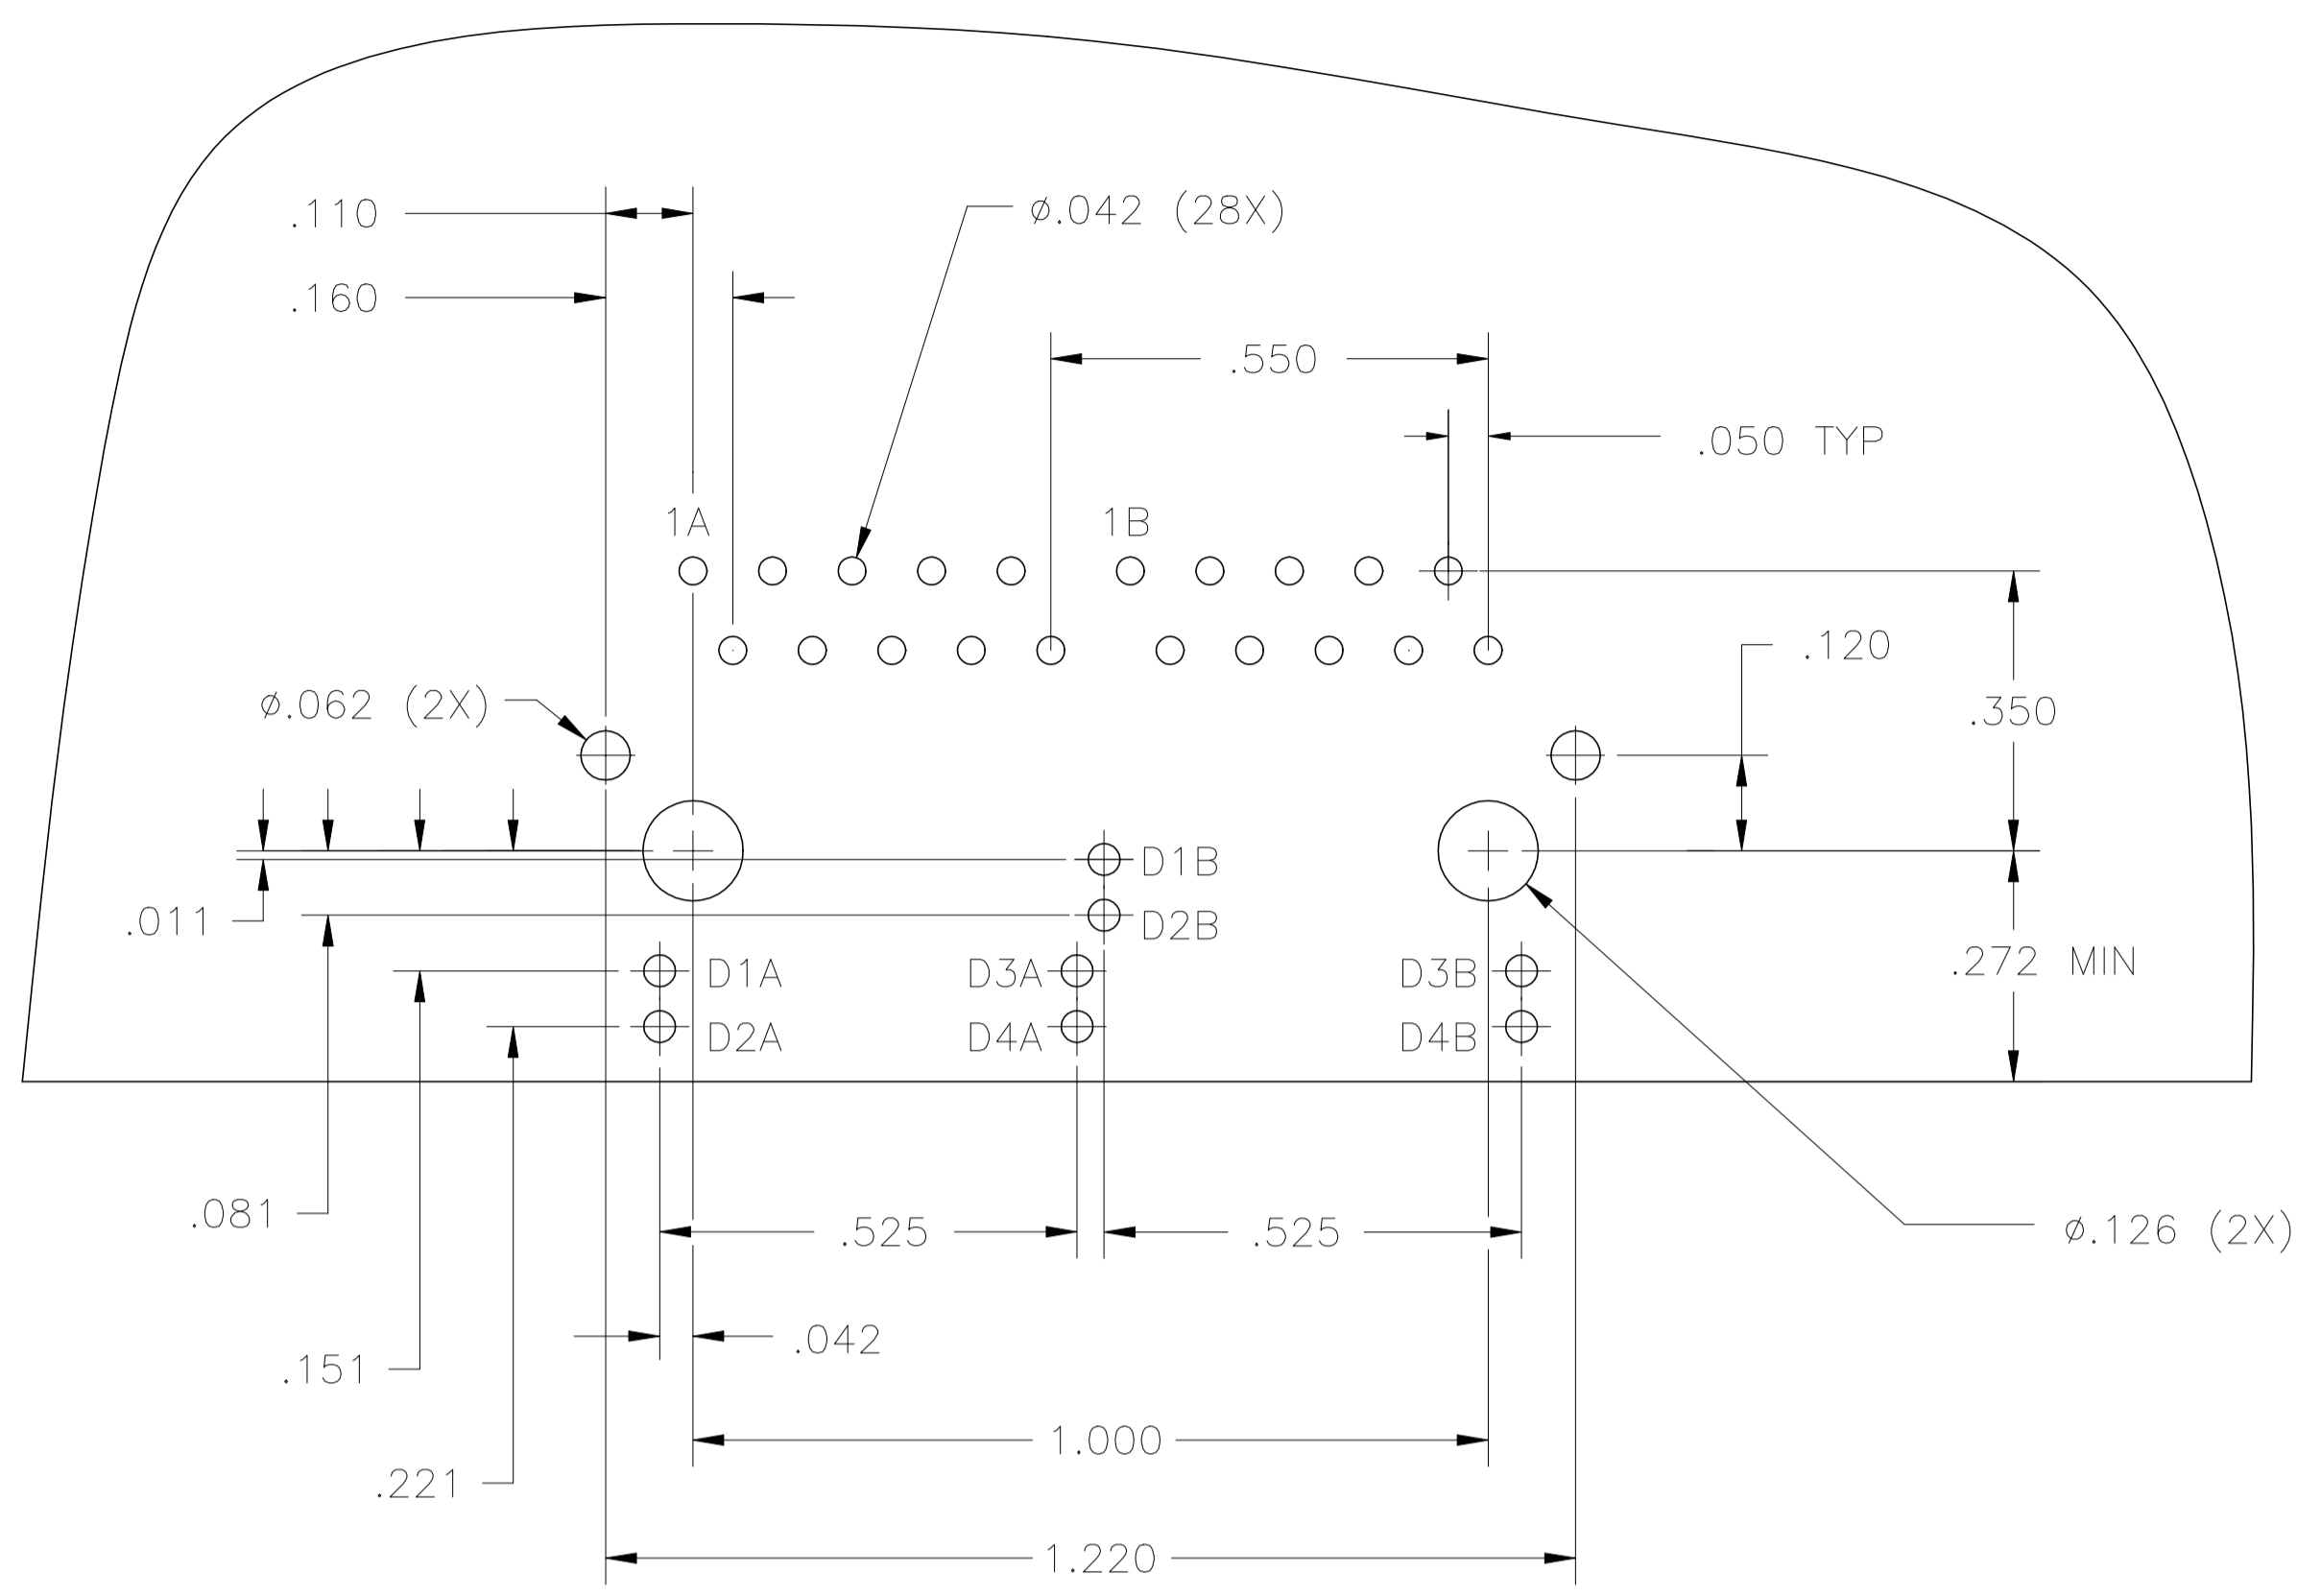 .110
ø.042 (28X)
.160
.550
.050 TYP
1A
1B
.120
ø.062 (2X)
.350
D1B
.011
D2B
.272 MIN
D1A
D3A
D3B
D2A
D4A
D4B
.081
.525
.525
ø.126 (2X)
.042
.151
1.000
.221
1.220